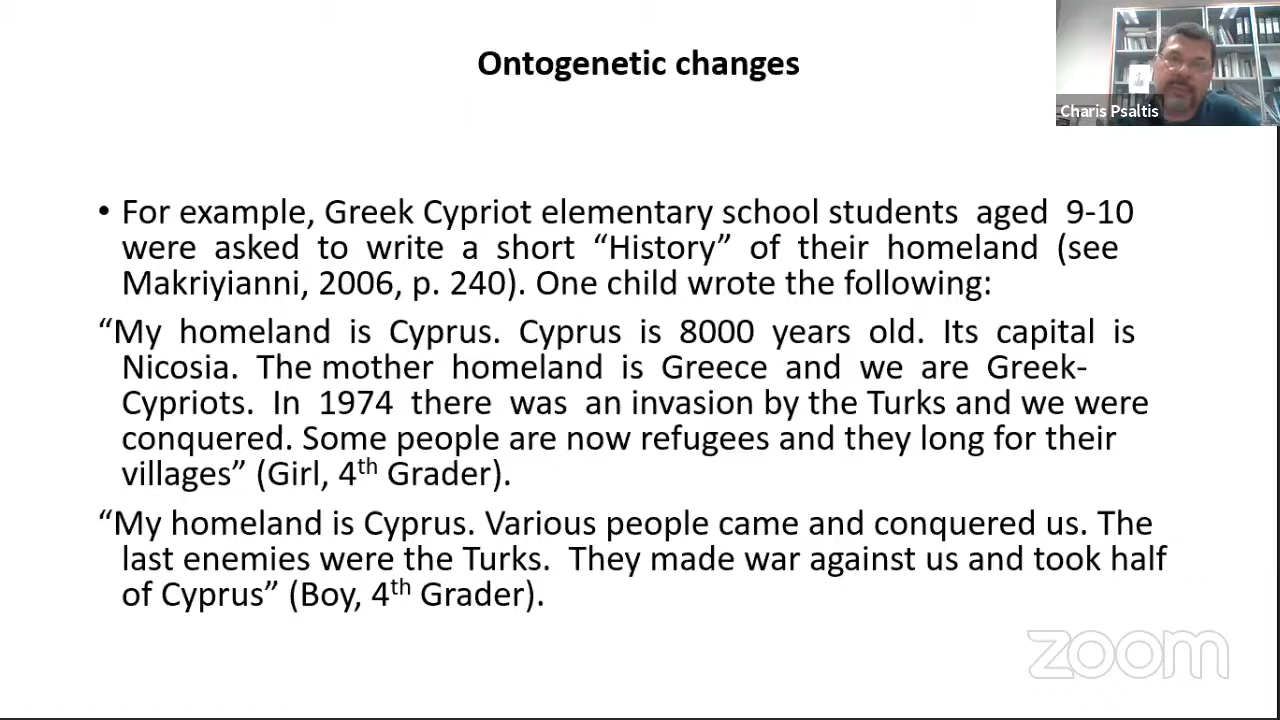 Ontogenetic changes
Charis Psaltis
• For example, Greek Cypriot elementary school students aged 9-10
were asked to write a short “History” of their homeland (see
Makriyianni, 2006, p. 240). One child wrote the following:
“My homeland is Cyprus. Cyprus is 8000 years old. Its capital is
Nicosia. The mother homeland is Greece and we are Greek-
Cypriots. In 1974 there was an invasion by the Turks and we were
conquered. Some people are now refugees and they long for their
villages” (Girl, 4th Grader).
“My homeland is Cyprus. Various people came and conquered us. The
last enemies were the Turks. They made war against us and took half
of Cyprus” (Boy, 4th Grader).
zoom